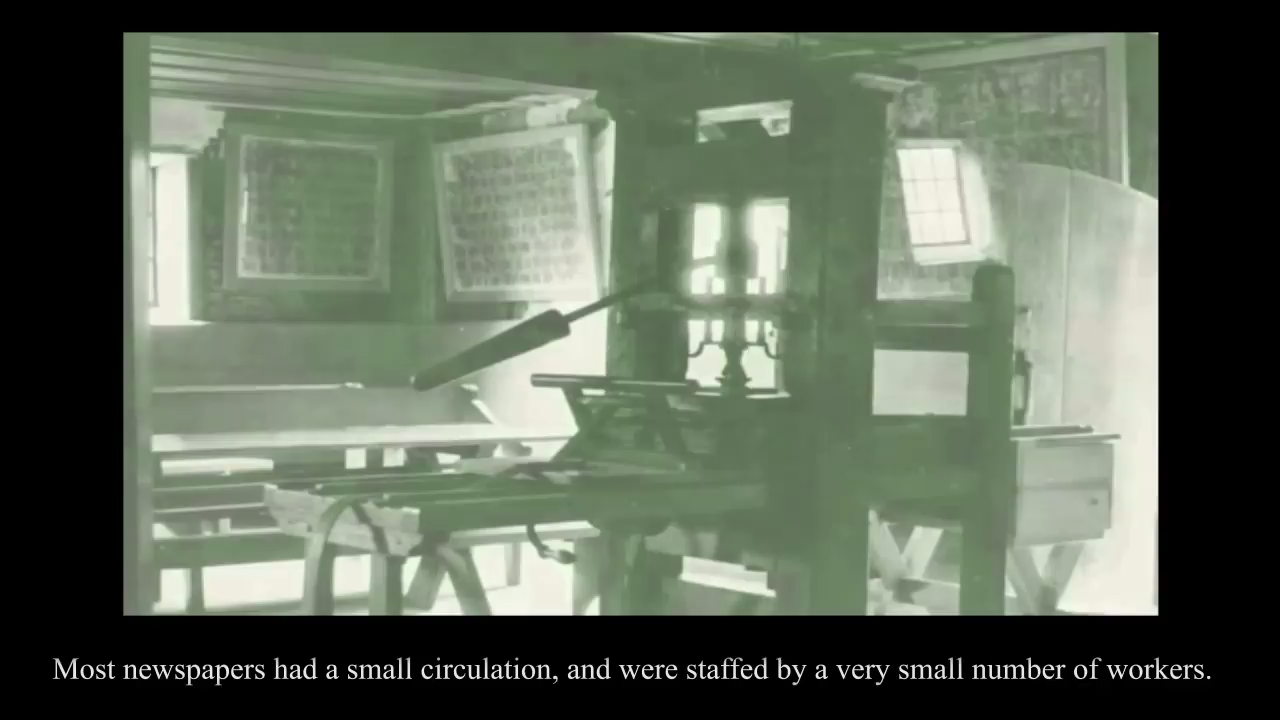 Most newspapers had a small circulation, and were staffed by a very small number of workers.